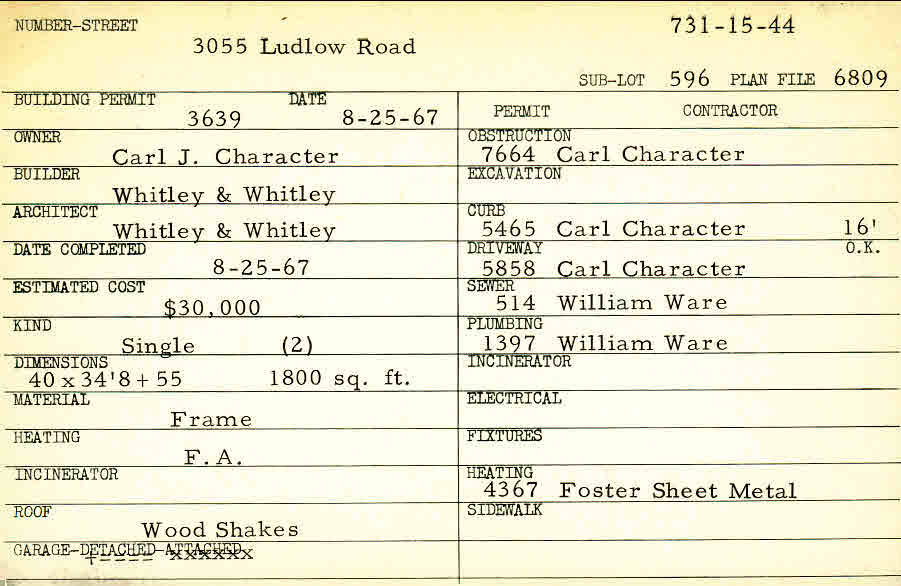 NUMBER-STREET
731-15-44
3055 Ludlow Road
SUB-LOT 596 PLAN FILE 6809
BUILDING PERMIT DATE
3639 8-25-67
OWNER
Carl J. Character
BUILDER
Whitley & Whitley
ARCHITECT
Whitley & Whitley
DATE COMPLETED
8-25-67
ESTIMATED COST
$30,000
KIND
Single (2)
DIMENSIONS
40 x 34'8 + 55 1800 sq. ft.
MATERIAL
Frame
HEATING
F.A.
INCINERATOR
ROOF
Wood Shakes
GARAGE-DETACHED-ATTACHED
PERMIT CONTRACTOR
OBSTRUCTION
7664 Carl Character
EXCAVATION
CURB
5465 Carl Character 16'
DRIVEWAY O.K.
5858 Carl Character
SEWER
514 William Ware
PLUMBING
1397 William Ware
INCINERATOR
ELECTRICAL
FIXTURES
HEATING
4367 Foster Sheet Metal
SIDEWALK